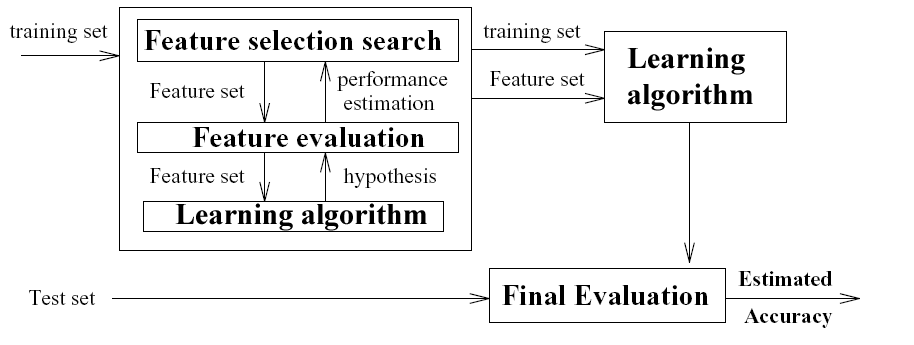 training set
Feature selection search
training set
Feature set
performance
estimation
Feature set
Learning
algorithm
Feature evaluation
Feature set
hypothesis
Learning algorithm
Test set
Final Evaluation
Estimated
Accuracy